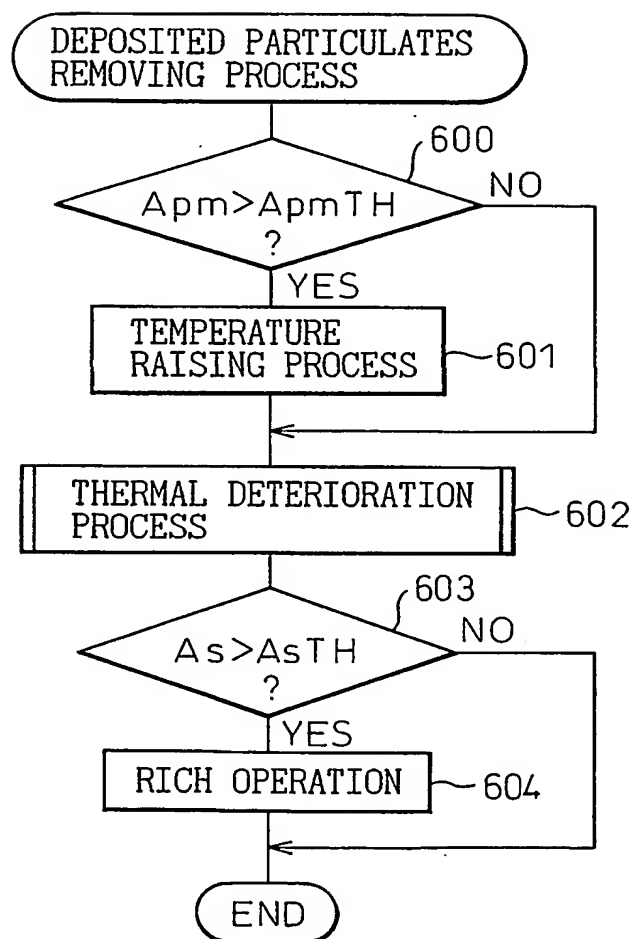 DEPOSITED PARTICULATES
REMOVING PROCESS
600
Apm>ApmTH
?
NO
YES
TEMPERATURE
RAISING PROCESS
601
THERMAL DETERIORATION
PROCESS
602
603
As>AsTH
?
NO
YES
RICH OPERATION
604
END